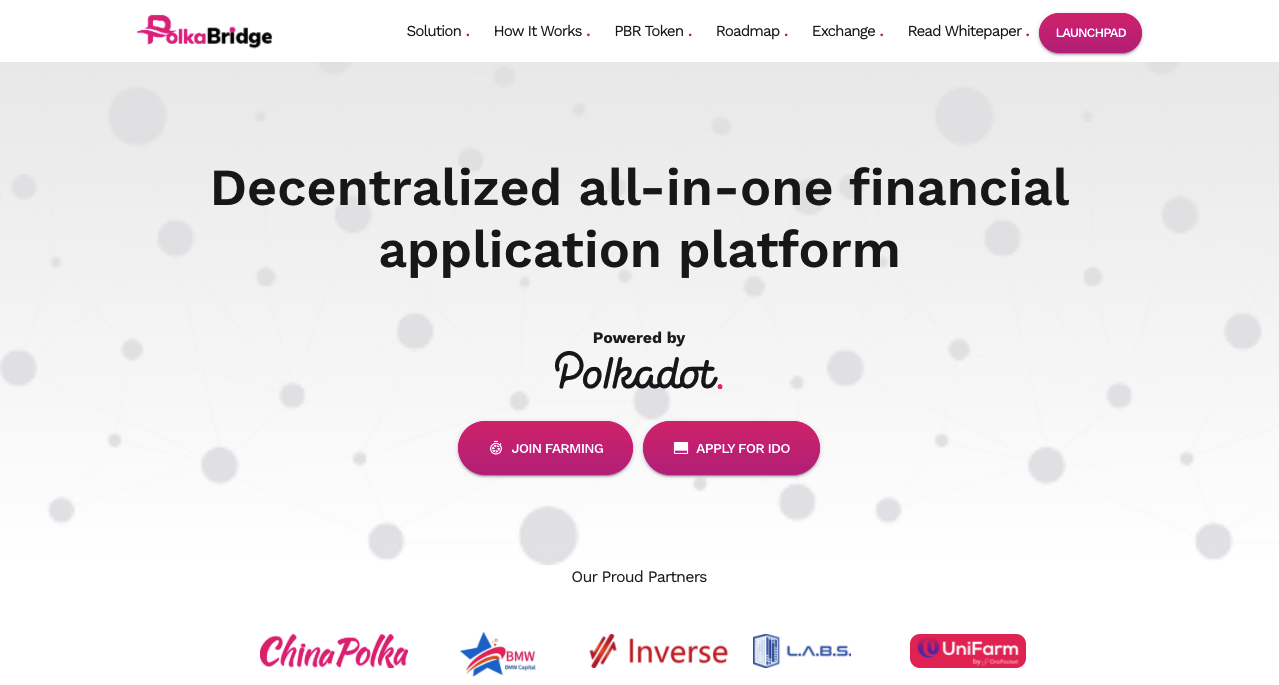 PolkaBridge
Solution .
How It Works .
PBR Token .
Roadmap .
Exchange .
Read Whitepaper .
LAUNCHPAD
Decentralized all-in-one financial
application platform
Powered by
Polkadot.
JOIN FARMING
APPLY FOR IDO
Our Proud Partners
ChinaPolka
BMW
BMW Capital
Inverse
L.A.B.S.
UniFarm
by OroPocket